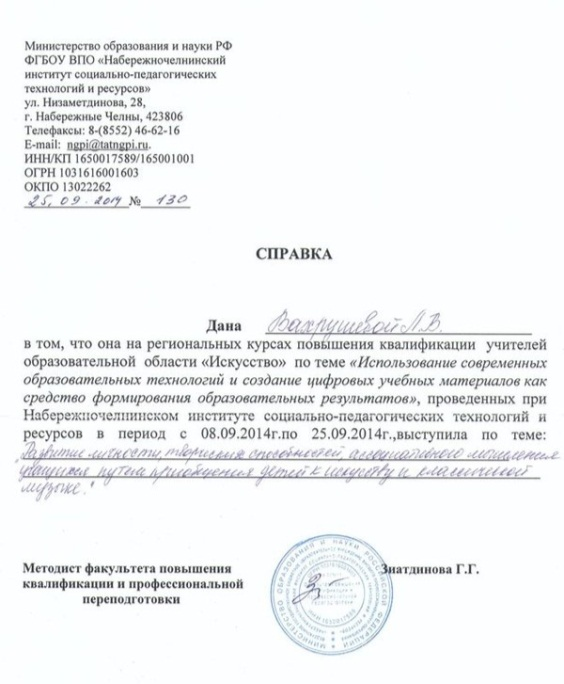 Министерство образования и науки РФ
ФГБОУ ВПО «Набережночелнинский
институт социально-педагогических
технологий и ресурсов»
ул. Низаметдинова, 28,
г. Набережные Челны, 423806
Телефаксы: 8-(8552) 46-62-16
E-mail: ngpi@tatngpi.ru.
ИНН/КП 1650017589/165001001
ОГРН 1031616001603
ОКПО 13022262
25. 09. 2014 № 130
СПРАВКА
Дана Вахрушевой Л.В.
в том, что она на региональных курсах повышения квалификации учителей
образовательной области «Искусство» по теме «Использование современных
образовательных технологий и создание цифровых учебных материалов как
средство формирования образовательных результатов», проведенных при
Набережночелнинском институте социально-педагогических технологий и
ресурсов в период с 08.09.2014г.по 25.09.2014г.,выступила по теме:
Развитие личности, творческих способностей, ассоциативного мышления
учащихся путем приобщения детей к искусству и классической
музыке."
Методист факультета повышения Зиатдинова Г.Г.
квалификации и профессиональной
переподготовки
МИНИСТЕРСТВО ОБРАЗОВАНИЯ И НАУКИ РОССИЙСКОЙ ФЕДЕРАЦИИ